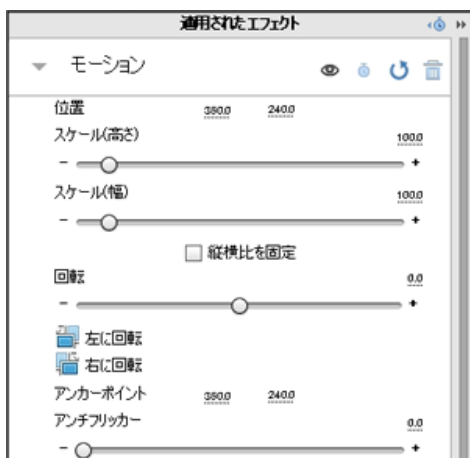 適用されたエフェクト
モーション
位置 360.0 240.0
スケール(高さ) 100.0
- +
スケール(幅) 100.0
- +
縦横比を固定
回転 0.0
- +
左に回転
右に回転
アンカーポイント 360.0 240.0
アンチフリッカー 0.0
- +